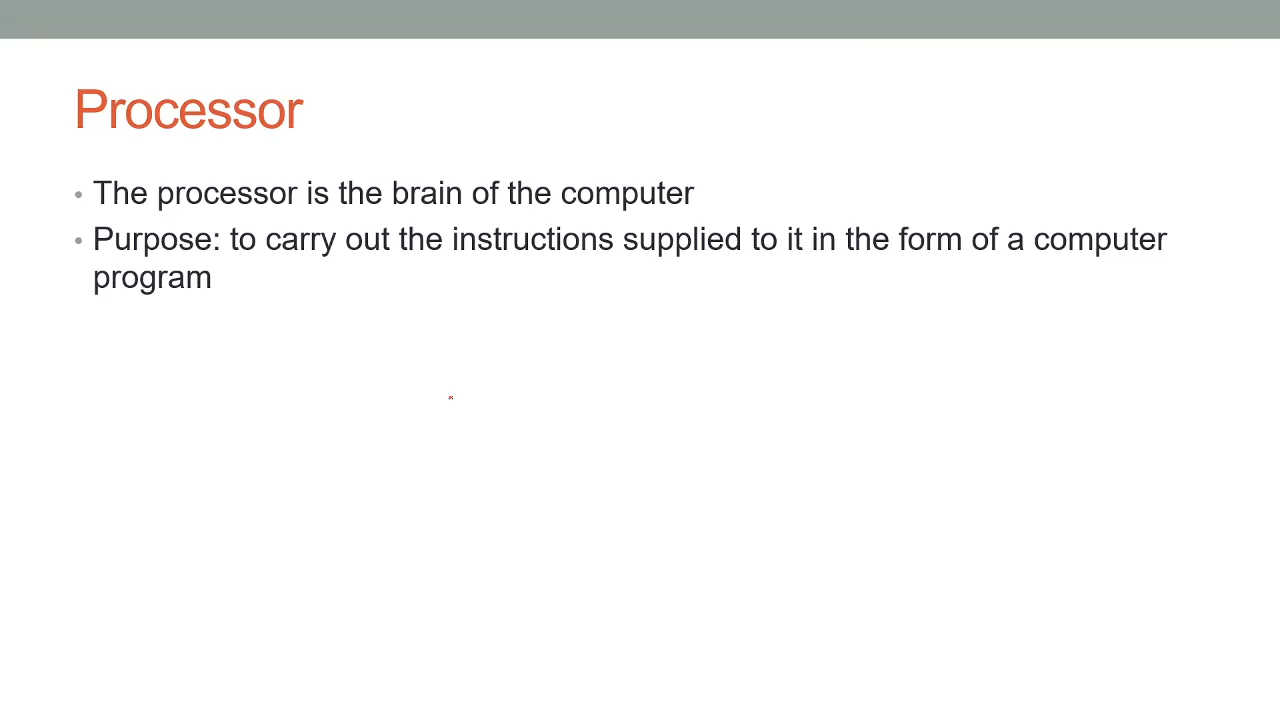 Processor
• The processor is the brain of the computer
• Purpose: to carry out the instructions supplied to it in the form of a computer
program